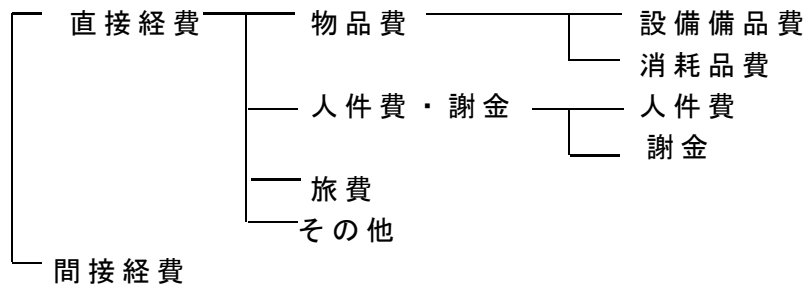 直接経費 物品費 設備備品費
消耗品費
人件費・謝金 人件費
謝金
旅費
その他
間接経費